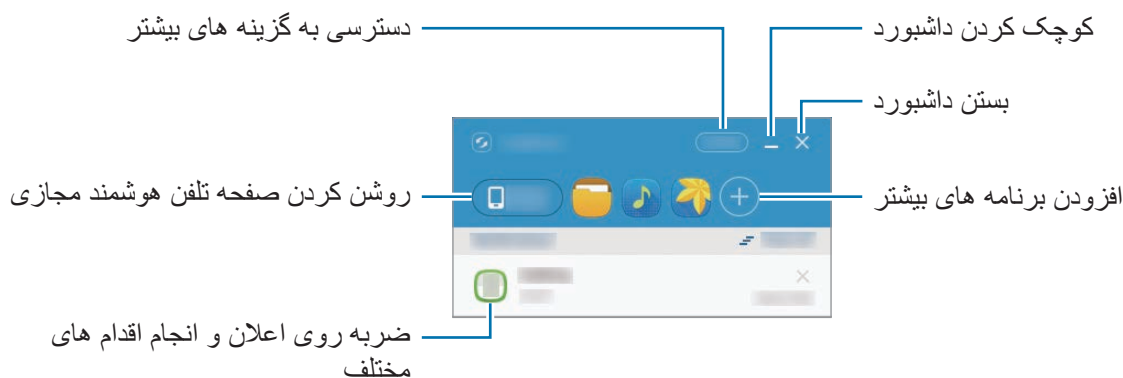 کوچک کردن داشبورد
دسترسی به گزینه های بیشتر
بستن داشبورد
افزودن برنامه های بیشتر
روشن کردن صفحه تلفن هوشمند مجازی
ضربه روی اعلان و انجام اقدام های
مختلف